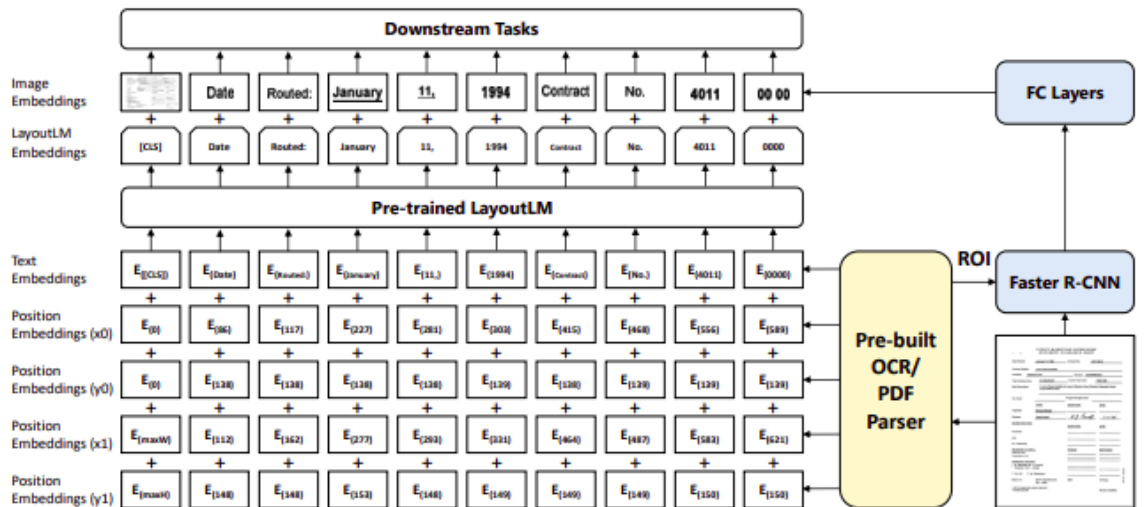 Downstream Tasks
Image Embeddings
Date Routed: January 11, 1994 Contract No. 4011 00 00
FC Layers
+ + + + + + + + + +
LayoutLM Embeddings
[CLS] Date Routed: January 11, 1994 Contract No. 4011 0000
Pre-trained LayoutLM
Text Embeddings
E([CLS]) E(Date) E(Routed:) E(January) E(11,) E(1994) E(Contract) E(No.) E(4011) E(0000)
ROI
Faster R-CNN
+ + + + + + + + + +
Position Embeddings (x0)
E(0) E(86) E(117) E(227) E(281) E(303) E(415) E(468) E(556) E(589)
+ + + + + + + + + +
Position Embeddings (y0)
E(0) E(138) E(138) E(138) E(138) E(139) E(138) E(139) E(139) E(139)
+ + + + + + + + + +
Position Embeddings (x1)
E(maxW) E(112) E(162) E(277) E(293) E(331) E(464) E(487) E(583) E(621)
+ + + + + + + + + +
Position Embeddings (y1)
E(maxH) E(148) E(148) E(153) E(148) E(149) E(149) E(149) E(150) E(150)
Pre-built
OCR/
PDF
Parser